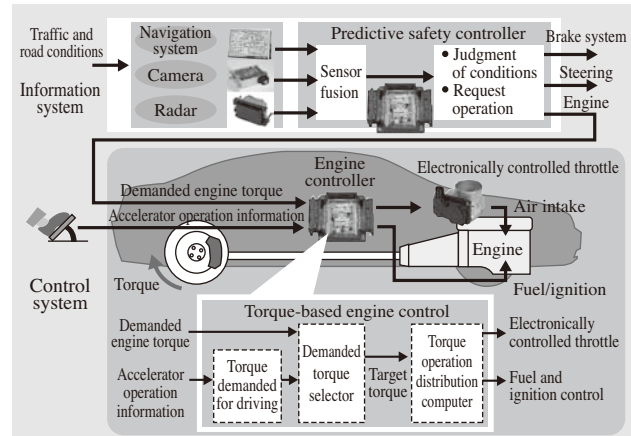 Traffic and
road conditions
Information
system
Navigation
system
Camera
Radar
Predictive safety controller
Sensor
fusion
• Judgment
of conditions
• Request
operation
Brake system
Steering
Engine
Demanded engine torque
Accelerator operation information
Engine
controller
Electronically controlled throttle
Air intake
Engine
Fuel/ignition
Control
system
Torque
Torque-based engine control
Demanded
engine torque
Accelerator
operation
information
Torque
demanded
for driving
Demanded
torque
selector
Target
torque
Torque
operation
distribution
computer
Electronically
controlled throttle
Fuel and
ignition control